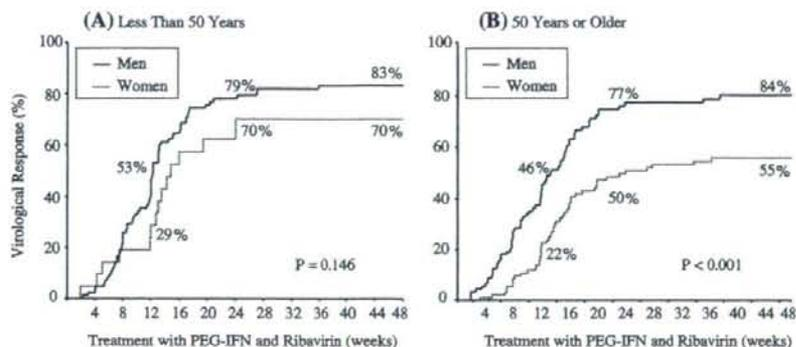 (A) Less Than 50 Years
Virological Response (%)
100
80
60
40
20
0
Men
Women
53%
79%
83%
29%
70%
70%
P = 0.146
4 8 12 16 20 24 28 32 36 40 44 48
Treatment with PEG-IFN and Ribavirin (weeks)
(B) 50 Years or Older
100
80
60
40
20
0
Men
Women
46%
77%
84%
22%
50%
55%
P < 0.001
4 8 12 16 20 24 28 32 36 40 44 48
Treatment with PEG-IFN and Ribavirin (weeks)